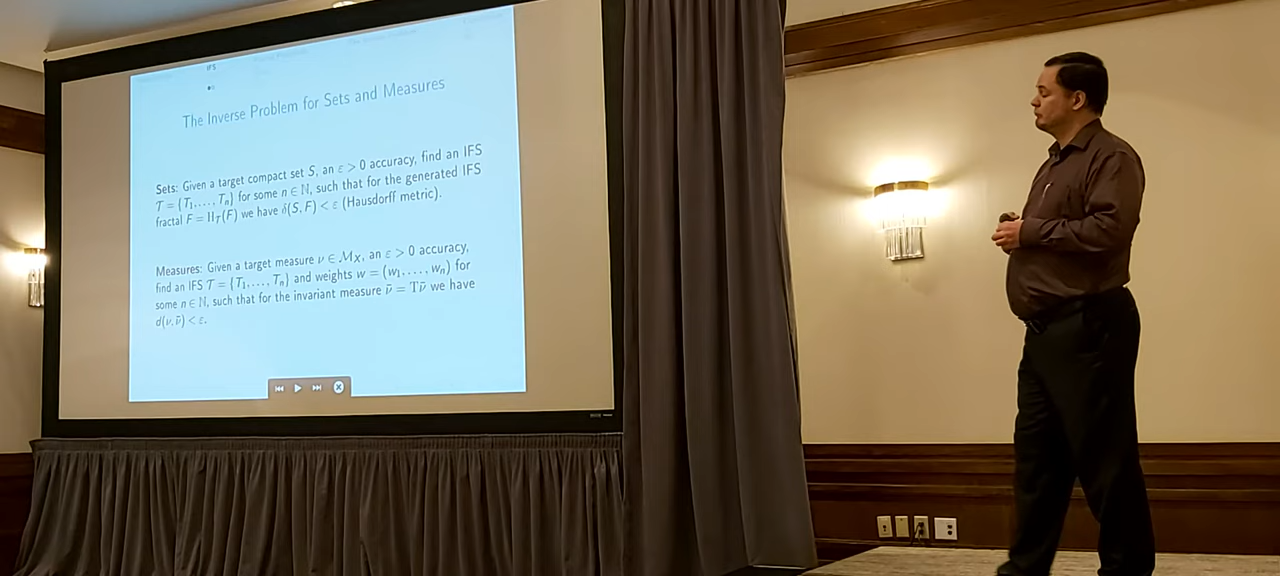 IFS
The Inverse Problem for Sets and Measures
Sets: Given a target compact set S, an ε > 0 accuracy, find an IFS
𝒯 = {T₁, . . . , Tₙ} for some n ∈ ℕ, such that for the generated IFS
fractal F = H_𝒯(F) we have δ(S, F) < ε (Hausdorff metric).
Measures: Given a target measure ν ∈ ℳ_X, an ε > 0 accuracy,
find an IFS 𝒯 = {T₁, . . . , Tₙ} and weights w = (w₁, . . . , wₙ) for
some n ∈ ℕ, such that for the invariant measure ν̄ = Tν̄ we have
d(ν, ν̄) < ε.